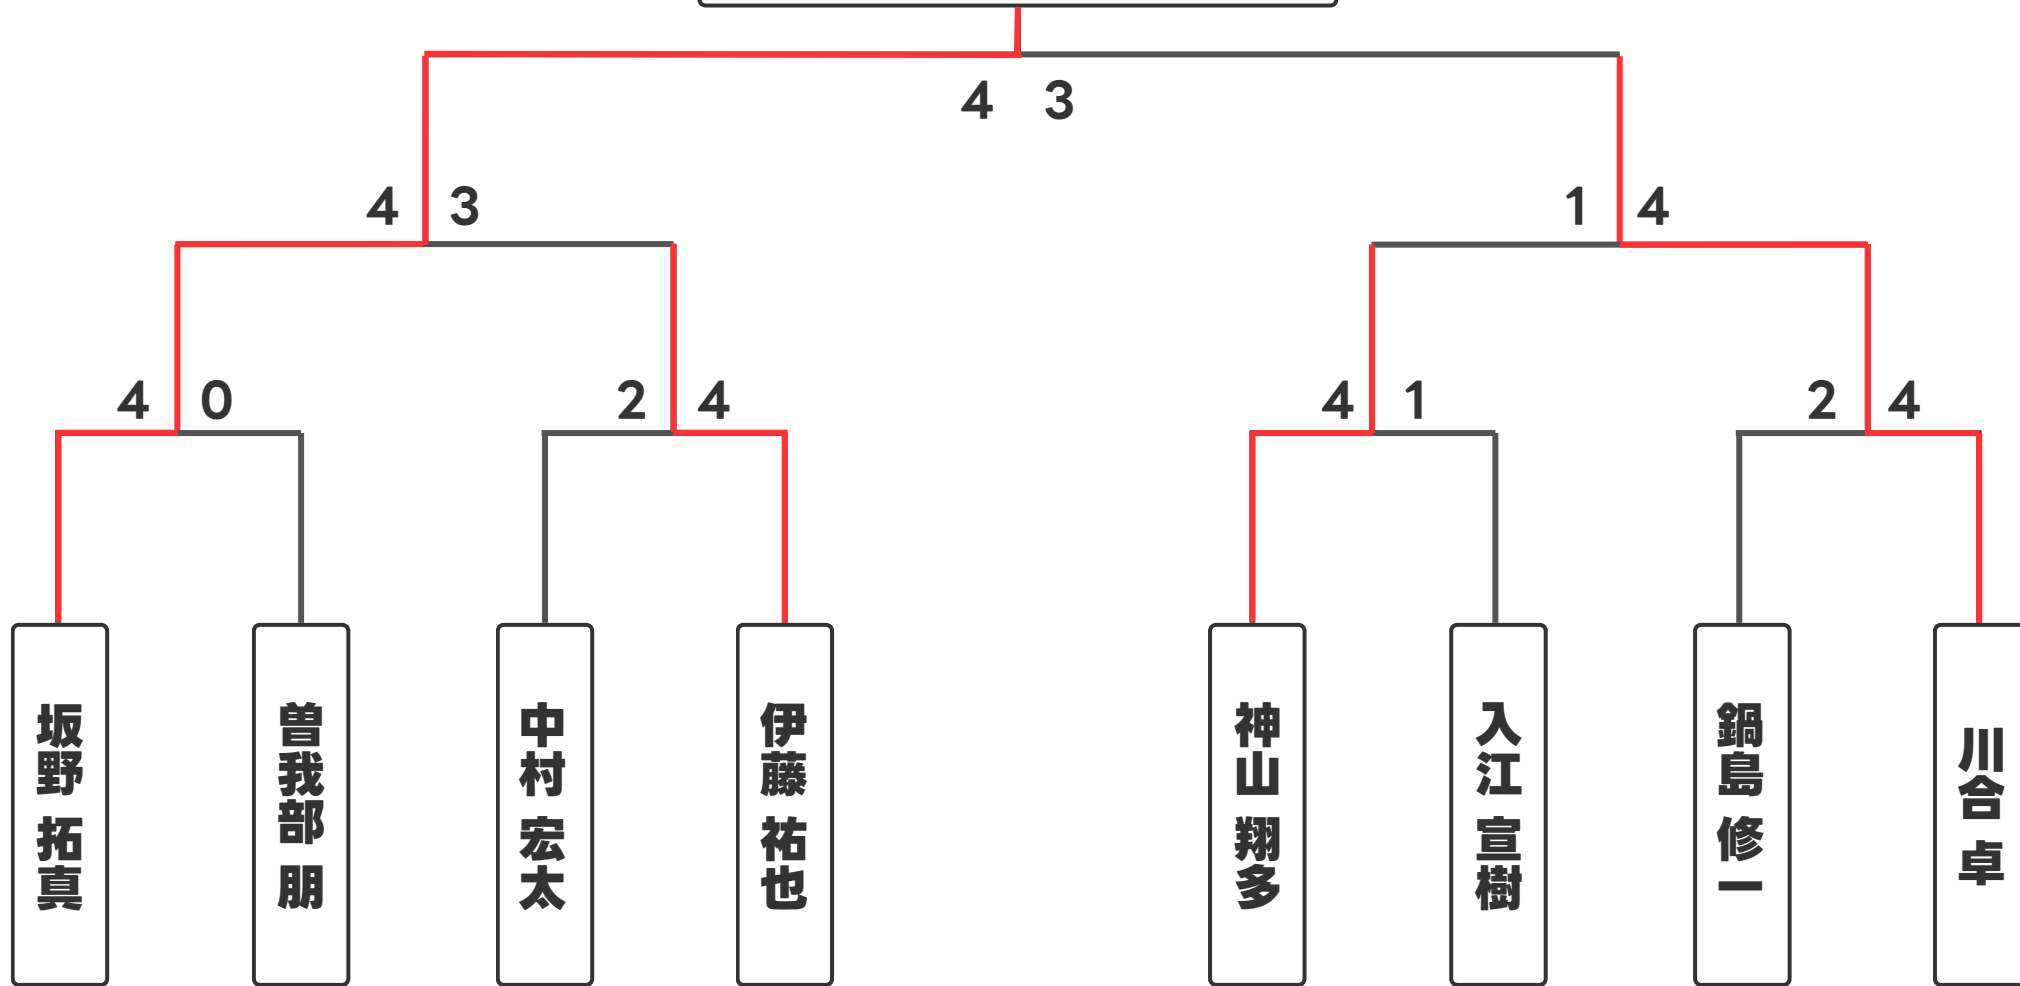 4 3
4 3
1 4
4 0
2 4
4 1
2 4
坂野 拓真
曽我部 朋
中村 宏太
伊藤 祐也
神山 翔多
入江 宣樹
鍋島 修一
川合 卓